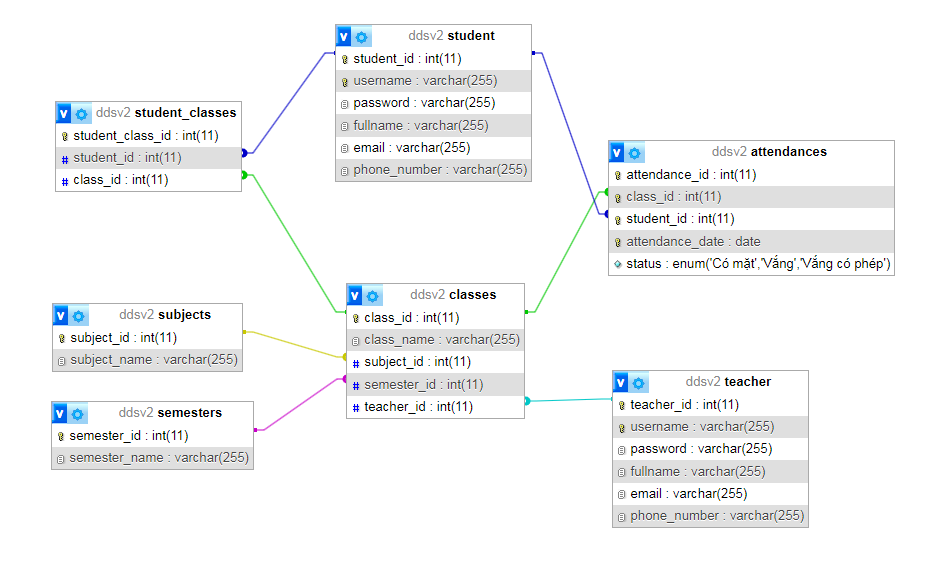 ddsv2 student
student_id : int(11)
username : varchar(255)
password : varchar(255)
fullname : varchar(255)
email : varchar(255)
phone_number : varchar(255)
ddsv2 student_classes
student_class_id : int(11)
student_id : int(11)
class_id : int(11)
ddsv2 attendances
attendance_id : int(11)
class_id : int(11)
student_id : int(11)
attendance_date : date
status : enum('Có mặt','Vắng','Vắng có phép')
ddsv2 classes
class_id : int(11)
class_name : varchar(255)
subject_id : int(11)
semester_id : int(11)
teacher_id : int(11)
ddsv2 subjects
subject_id : int(11)
subject_name : varchar(255)
ddsv2 semesters
semester_id : int(11)
semester_name : varchar(255)
ddsv2 teacher
teacher_id : int(11)
username : varchar(255)
password : varchar(255)
fullname : varchar(255)
email : varchar(255)
phone_number : varchar(255)